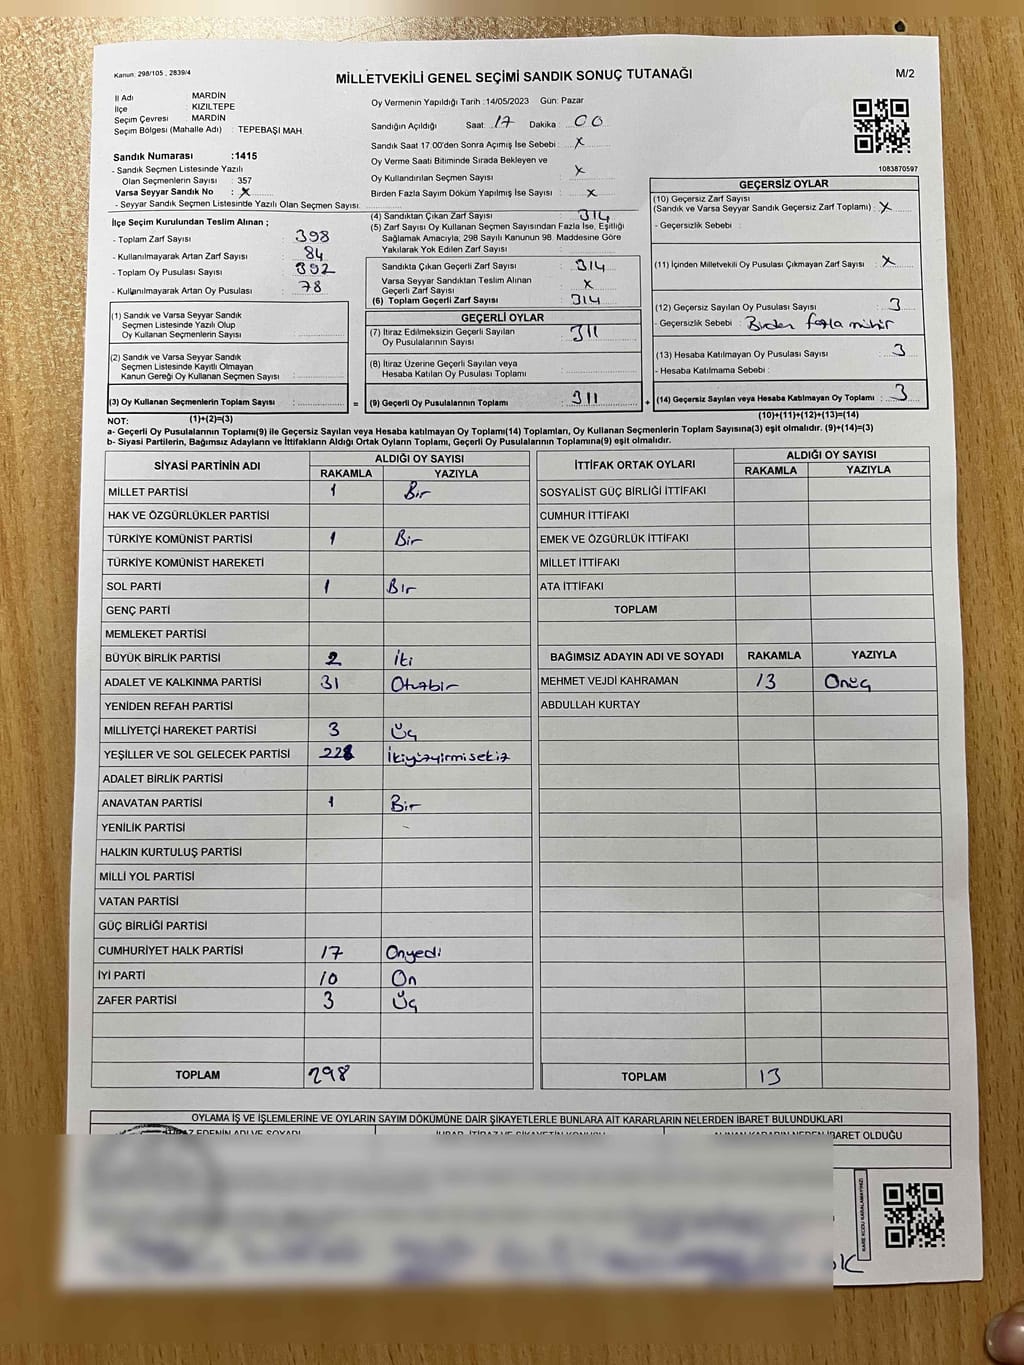 Kanun: 298/105 , 2839/4
MİLLETVEKİLİ GENEL SEÇİMİ SANDIK SONUÇ TUTANAĞI
M/2
İl Adı MARDİN
İlçe : KIZILTEPE
Seçim Çevresi : MARDİN
Seçim Bölgesi (Mahalle Adı) : TEPEBAŞI MAH.
Sandık Numarası :1415
- Sandık Seçmen Listesinde Yazılı
Olan Seçmenlerin Sayısı : 357
Varsa Seyyar Sandık No : X
- Seyyar Sandık Seçmen Listesinde Yazılı Olan Seçmen Sayısı:
Oy Vermenin Yapıldığı Tarih :14/05/2023 Gün: Pazar
Sandığın Açıldığı Saat: 17 Dakika : 00
Sandık Saat 17.00'den Sonra Açımış İse Sebebi : X
Oy Verme Saati Bitiminde Sırada Bekleyen ve
Oy Kullandırılan Seçmen Sayısı : X
Birden Fazla Sayım Döküm Yapılmış İse Sayısı : X
1083870597
İlçe Seçim Kurulundan Teslim Alınan ;
- Toplam Zarf Sayısı : 398
- Kullanılmayarak Artan Zarf Sayısı : 84
- Toplam Oy Pusulası Sayısı : 392
- Kullanılmayarak Artan Oy Pusulası : 78
(1) Sandık ve Varsa Seyyar Sandık
Seçmen Listesinde Yazılı Olup
Oy Kullanan Seçmenlerin Sayısı :
(2) Sandık ve Varsa Seyyar Sandık
Seçmen Listesinde Kayıtlı Olmayan
Kanun Gereği Oy Kullanan Seçmen Sayısı :
(3) Oy Kullanan Seçmenlerin Toplam Sayısı :
=
(4) Sandıktan Çıkan Zarf Sayısı : 314
(5) Zarf Sayısı Oy Kullanan Seçmen Sayısından Fazla İse, Eşitliği
Sağlamak Amacıyla; 298 Sayılı Kanunun 98. Maddesine Göre
Yakılarak Yok Edilen Zarf Sayısı :
Sandıkta Çıkan Geçerli Zarf Sayısı : 314
Varsa Seyyar Sandıktan Teslim Alınan
Geçerli Zarf Sayısı : X
(6) Toplam Geçerli Zarf Sayısı : 314
GEÇERLİ OYLAR
(7) İtiraz Edilmeksizin Geçerli Sayılan
Oy Pusulalarının Sayısı : 311
(8) İtiraz Üzerine Geçerli Sayılan veya
Hesaba Katılan Oy Pusulası Toplamı :
(9) Geçerli Oy Pusulalarının Toplamı : 311
+
GEÇERSİZ OYLAR
(10) Geçersiz Zarf Sayısı
(Sandık ve Varsa Seyyar Sandık Geçersiz Zarf Toplamı) : X
- Geçersizlik Sebebi :
(11) İçinden Milletvekili Oy Pusulası Çıkmayan Zarf Sayısı : X
(12) Geçersiz Sayılan Oy Pusulası Sayısı : 3
- Geçersizlik Sebebi : Birden fazla mühür
(13) Hesaba Katılmayan Oy Pusulası Sayısı : 3
- Hesaba Katılmama Sebebi :
(14) Geçersiz Sayılan veya Hesaba Katılmayan Oy Toplamı : 3
NOT: (1)+(2)=(3)
(10)+(11)+(12)+(13)=(14)
a- Geçerli Oy Pusulalarının Toplamı(9) ile Geçersiz Sayılan veya Hesaba katılmayan Oy Toplamı(14) Toplamları, Oy Kullanan Seçmenlerin Toplam Sayısına(3) eşit olmalıdır. (9)+(14)=(3)
b- Siyasi Partilerin, Bağımsız Adayların ve İttifakların Aldığı Ortak Oyların Toplamı, Geçerli Oy Pusulalarının Toplamına(9) eşit olmalıdır.
SİYASİ PARTİNİN ADI
ALDIĞI OY SAYISI
RAKAMLA YAZIYLA
MİLLET PARTİSİ 1 Bir
HAK VE ÖZGÜRLÜKLER PARTİSİ
TÜRKİYE KOMÜNİST PARTİSİ 1 Bir
TÜRKİYE KOMÜNİST HAREKETİ
SOL PARTİ 1 Bir
GENÇ PARTİ
MEMLEKET PARTİSİ
BÜYÜK BİRLİK PARTİSİ 2 İki
ADALET VE KALKINMA PARTİSİ 31 Otuzbir
YENİDEN REFAH PARTİSİ
MİLLİYETÇİ HAREKET PARTİSİ 3 Üç
YEŞİLLER VE SOL GELECEK PARTİSİ 228 İkiyüzyirmisekiz
ADALET BİRLİK PARTİSİ
ANAVATAN PARTİSİ 1 Bir
YENİLİK PARTİSİ -
HALKIN KURTULUŞ PARTİSİ
MİLLİ YOL PARTİSİ
VATAN PARTİSİ
GÜÇ BİRLİĞİ PARTİSİ
CUMHURİYET HALK PARTİSİ 17 Onyedi
İYİ PARTİ 10 On
ZAFER PARTİSİ 3 Üç
TOPLAM 298
İTTİFAK ORTAK OYLARI
ALDIĞI OY SAYISI
RAKAMLA YAZIYLA
SOSYALİST GÜÇ BİRLİĞİ İTTİFAKI
CUMHUR İTTİFAKI
EMEK VE ÖZGÜRLÜK İTTİFAKI
MİLLET İTTİFAKI
ATA İTTİFAKI
TOPLAM
BAĞIMSIZ ADAYIN ADI VE SOYADI RAKAMLA YAZIYLA
MEHMET VEJDİ KAHRAMAN 13 Onüç
ABDULLAH KURTAY
TOPLAM 13
OYLAMA İŞ VE İŞLEMLERİNE VE OYLARIN SAYIM DÖKÜMÜNE DAİR ŞİKAYETLERLE BUNLARA AİT KARARLARIN NELERDEN İBARET BULUNDUKLARI
İBARET OLDUĞU